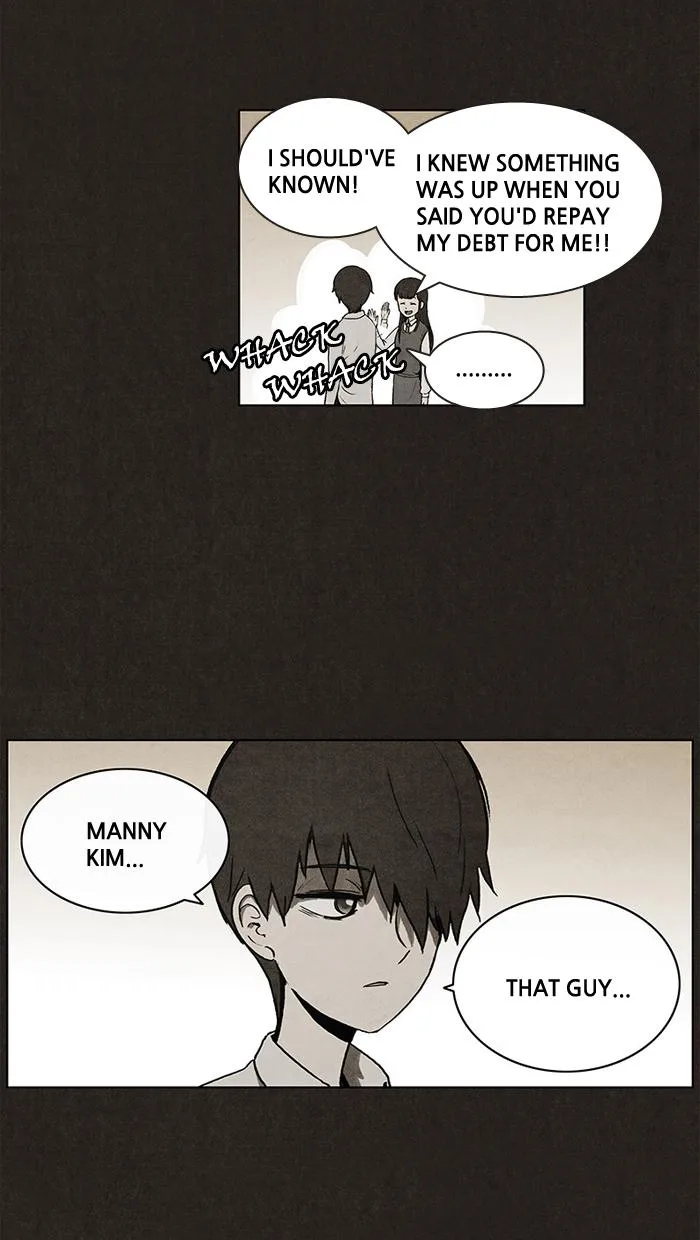 I SHOULD'VE
KNOWN!
I KNEW SOMETHING
WAS UP WHEN YOU
SAID YOU'D REPAY
MY DEBT FOR ME!!
WHACK
WHACK
.........
MANNY
KIM...
THAT GUY...